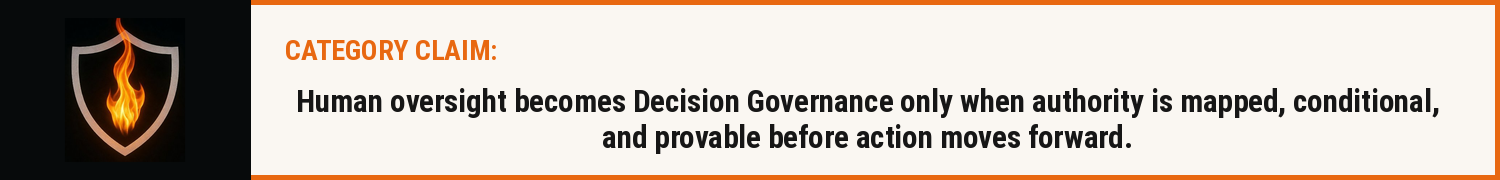 CATEGORY CLAIM:
Human oversight becomes Decision Governance only when authority is mapped, conditional,
and provable before action moves forward.